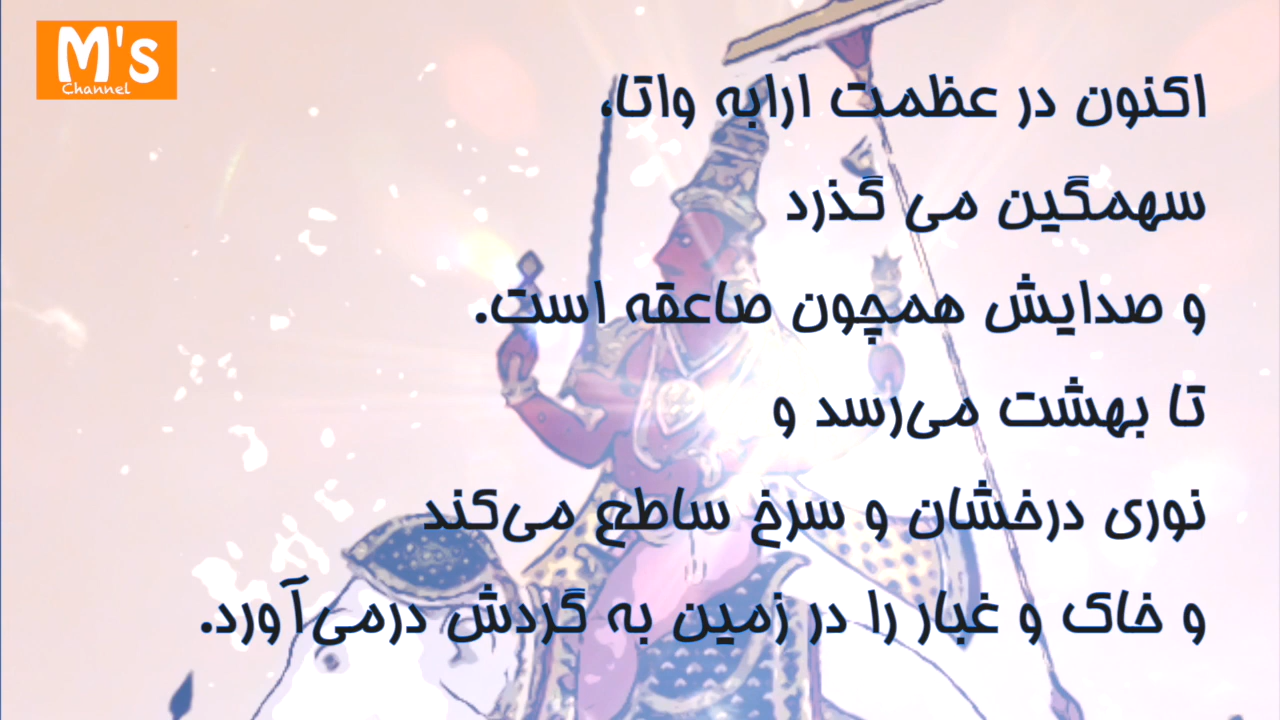 M's
Channel
اکنون در عظمت ارابه واتا،
سهمگین می گذرد
و صدایش همچون صاعقه است.
تا بهشت می‌رسد و
نوری درخشان و سرخ ساطع می‌کند
و خاک و غبار را در زمین به گردش درمی‌آورد.